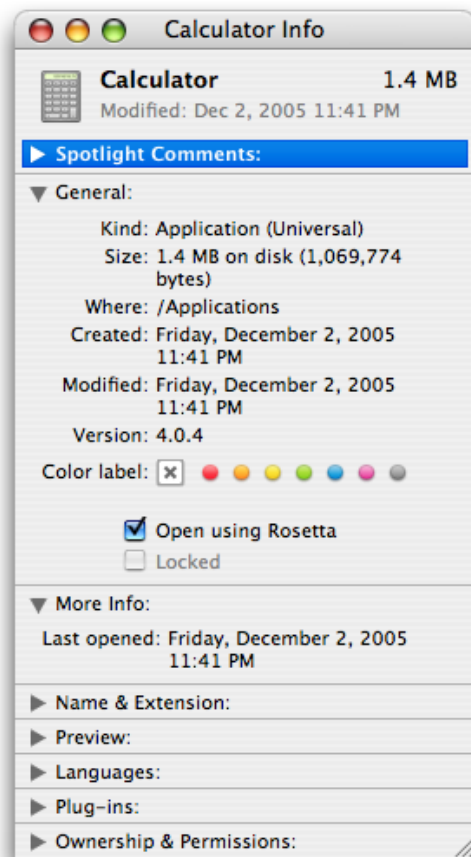 Calculator Info
Calculator 1.4 MB
Modified: Dec 2, 2005 11:41 PM
Spotlight Comments:
General:
Kind: Application (Universal)
Size: 1.4 MB on disk (1,069,774
bytes)
Where: /Applications
Created: Friday, December 2, 2005
11:41 PM
Modified: Friday, December 2, 2005
11:41 PM
Version: 4.0.4
Color label:
Open using Rosetta
Locked
More Info:
Last opened: Friday, December 2, 2005
11:41 PM
Name & Extension:
Preview:
Languages:
Plug-ins:
Ownership & Permissions: